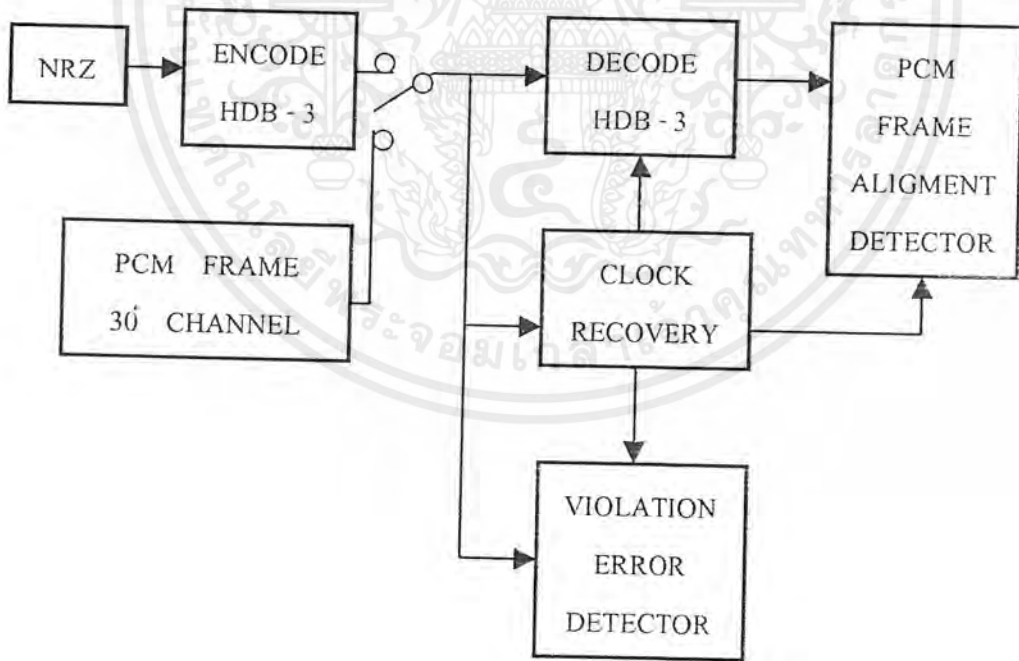 NRZ
ENCODE
HDB - 3
DECODE
HDB - 3
PCM
FRAME
ALIGMENT
DETECTOR
PCM FRAME
30 CHANNEL
CLOCK
RECOVERY
VIOLATION
ERROR
DETECTOR